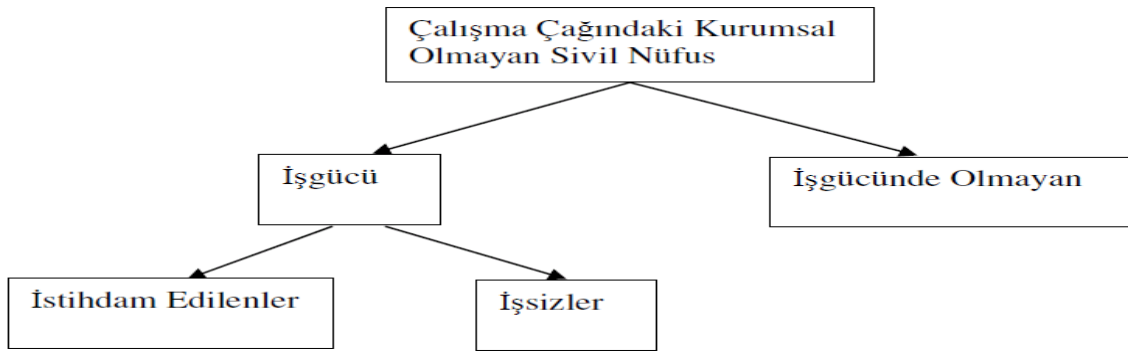 Çalışma Çağındaki Kurumsal
Olmayan Sivil Nüfus
İşgücü
İşgücünde Olmayan
İstihdam Edilenler
İşsizler